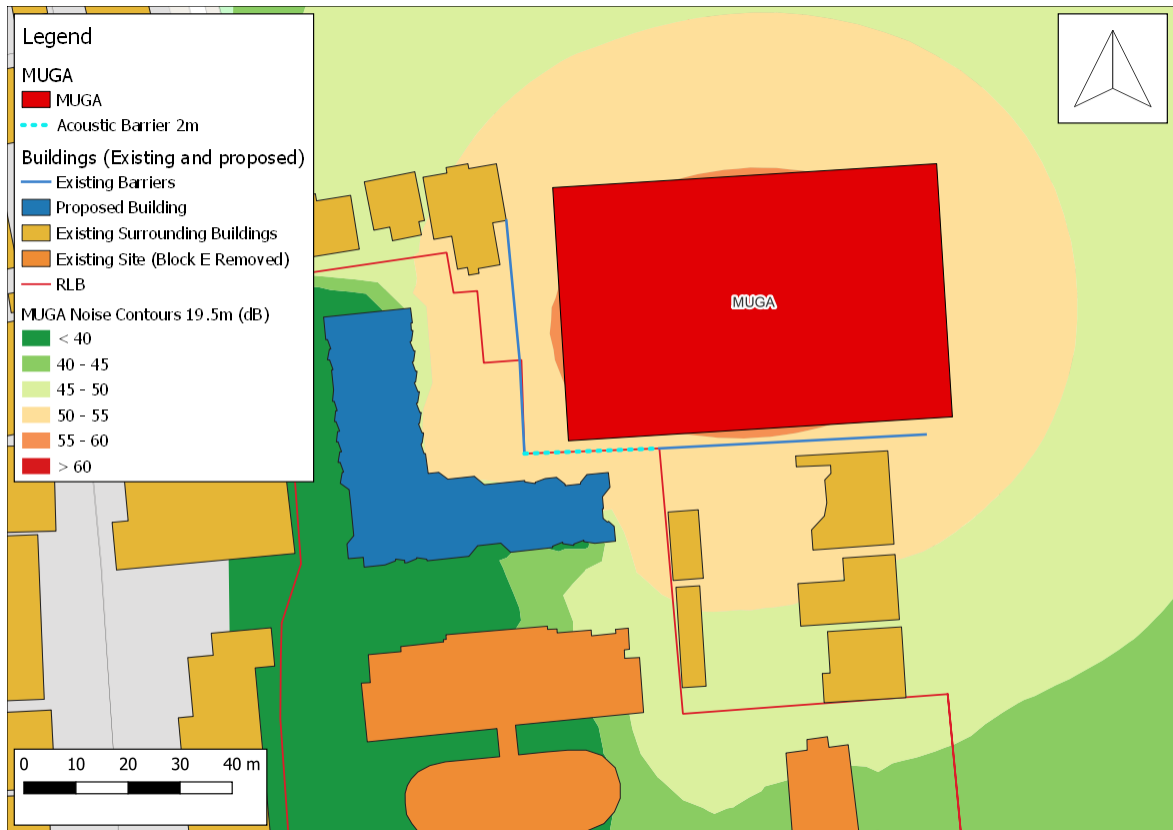 Legend
MUGA
MUGA
Acoustic Barrier 2m
Buildings (Existing and proposed)
Existing Barriers
Proposed Building
Existing Surrounding Buildings
Existing Site (Block E Removed)
RLB
MUGA Noise Contours 19.5m (dB)
< 40
40 - 45
45 - 50
50 - 55
55 - 60
> 60
MUGA
0 10 20 30 40 m